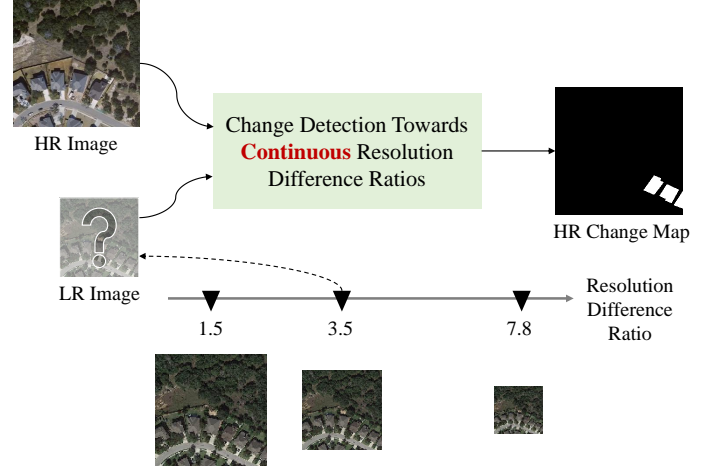 HR Image
Change Detection Towards
Continuous Resolution
Difference Ratios
HR Change Map
?
LR Image
1.5
3.5
7.8
Resolution
Difference
Ratio